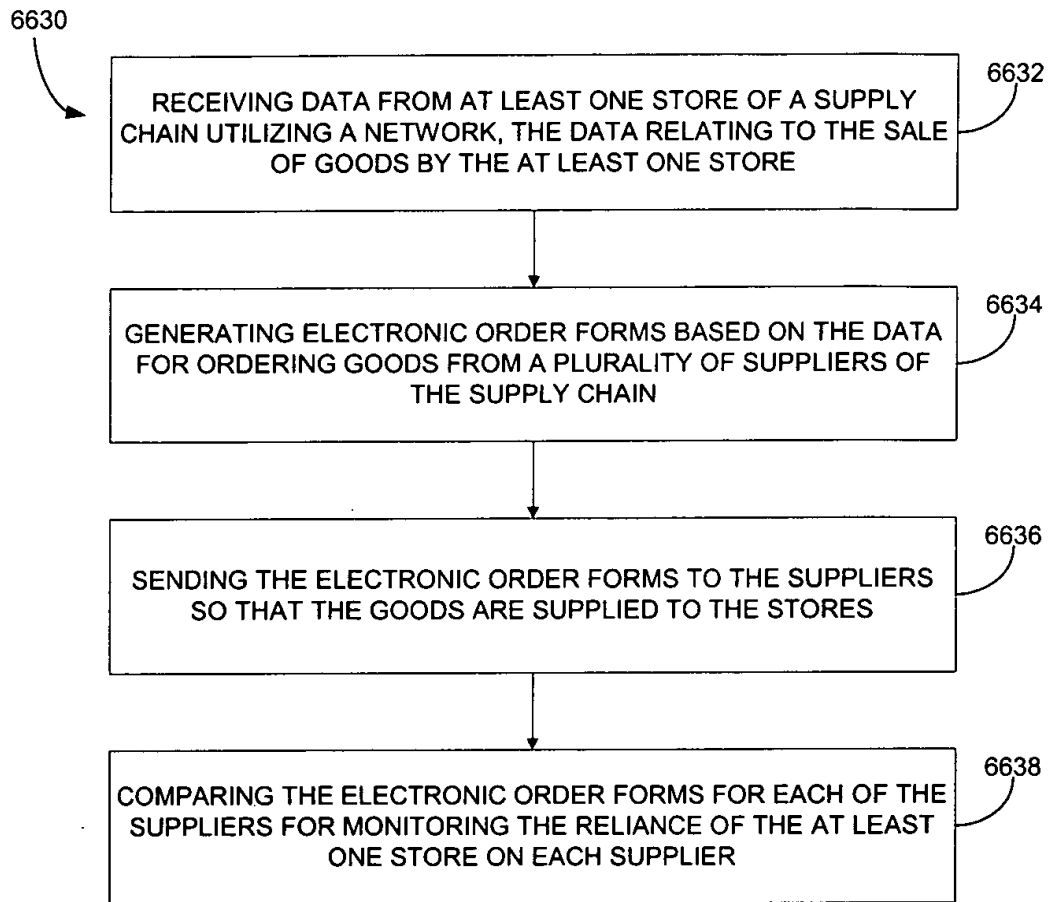 6630
6632
RECEIVING DATA FROM AT LEAST ONE STORE OF A SUPPLY
CHAIN UTILIZING A NETWORK, THE DATA RELATING TO THE SALE
OF GOODS BY THE AT LEAST ONE STORE
6634
GENERATING ELECTRONIC ORDER FORMS BASED ON THE DATA
FOR ORDERING GOODS FROM A PLURALITY OF SUPPLIERS OF
THE SUPPLY CHAIN
6636
SENDING THE ELECTRONIC ORDER FORMS TO THE SUPPLIERS
SO THAT THE GOODS ARE SUPPLIED TO THE STORES
6638
COMPARING THE ELECTRONIC ORDER FORMS FOR EACH OF THE
SUPPLIERS FOR MONITORING THE RELIANCE OF THE AT LEAST
ONE STORE ON EACH SUPPLIER